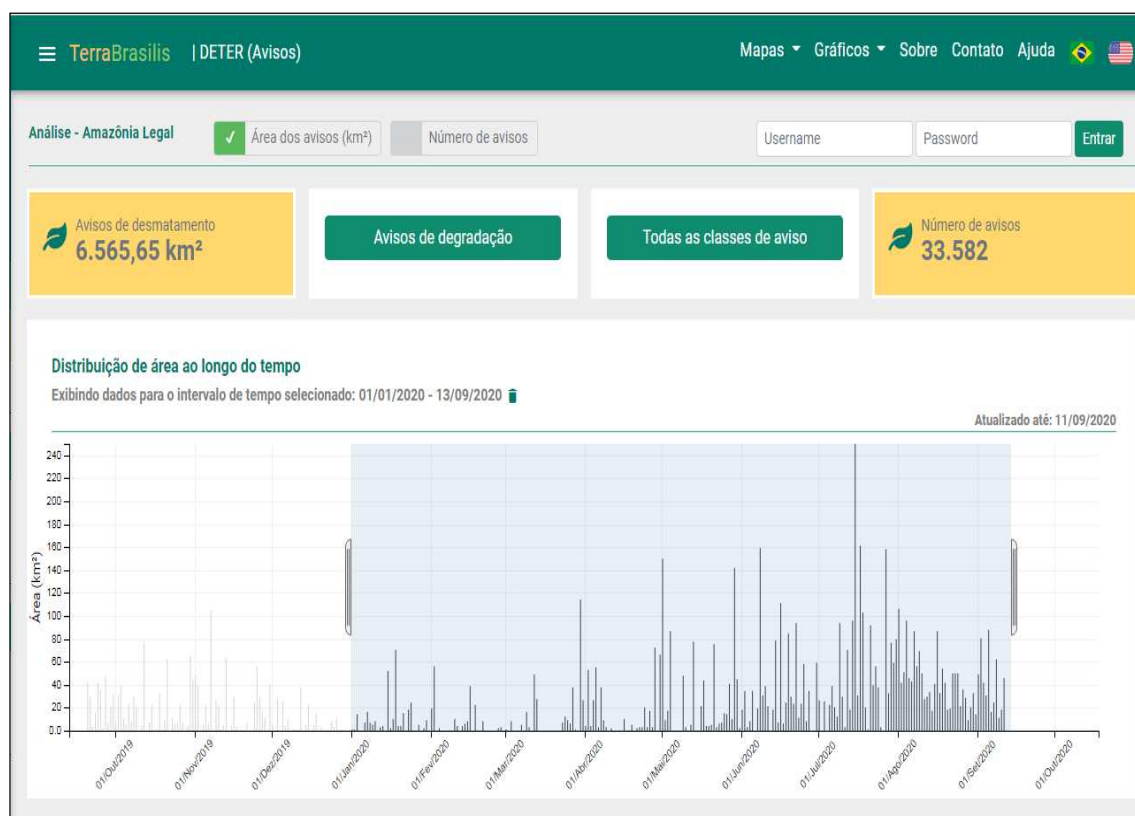 TerraBrasilis | DETER (Avisos) Mapas Gráficos Sobre Contato Ajuda
Análise - Amazônia Legal Área dos avisos (km²) Número de avisos Username Password Entrar
Avisos de desmatamento
6.565,65 km²
Avisos de degradação
Todas as classes de aviso
Número de avisos
33.582
Distribuição de área ao longo do tempo
Exibindo dados para o intervalo de tempo selecionado: 01/01/2020 - 13/09/2020
Atualizado até: 11/09/2020
Área (km²)
240
220
200
180
160
140
120
100
80
60
40
20
0.0
01/Out/2019 01/Nov/2019 01/Dez/2019 01/Jan/2020 01/Fev/2020 01/Mar/2020 01/Abr/2020 01/Mai/2020 01/Jun/2020 01/Jul/2020 01/Ago/2020 01/Set/2020 01/Out/2020